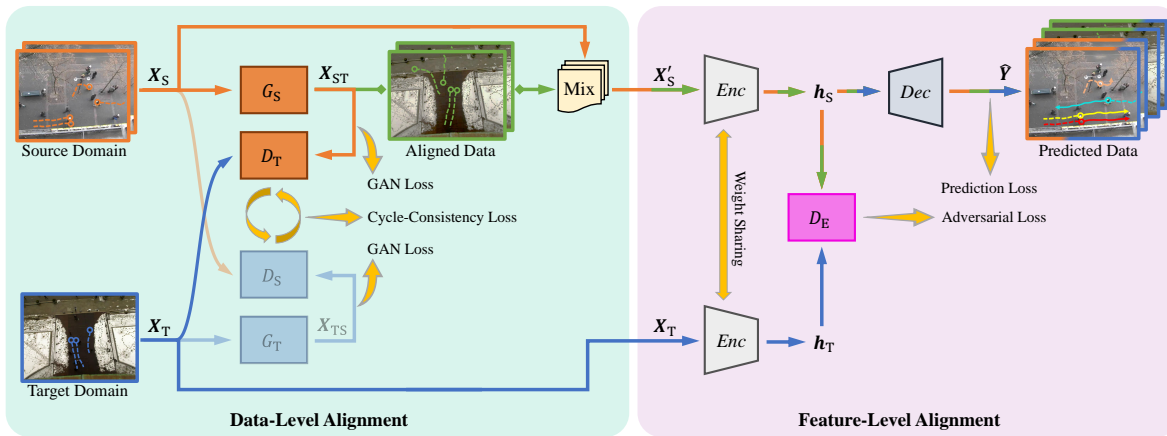 X_S
G_S
X_ST
Mix
X'_S
Enc
h_S
Dec
Ŷ
Source Domain
D_T
Aligned Data
Predicted Data
GAN Loss
Prediction Loss
Cycle-Consistency Loss
Weight Sharing
D_E
Adversarial Loss
GAN Loss
D_S
X_T
X_TS
G_T
X_T
Enc
h_T
Target Domain
Data-Level Alignment
Feature-Level Alignment